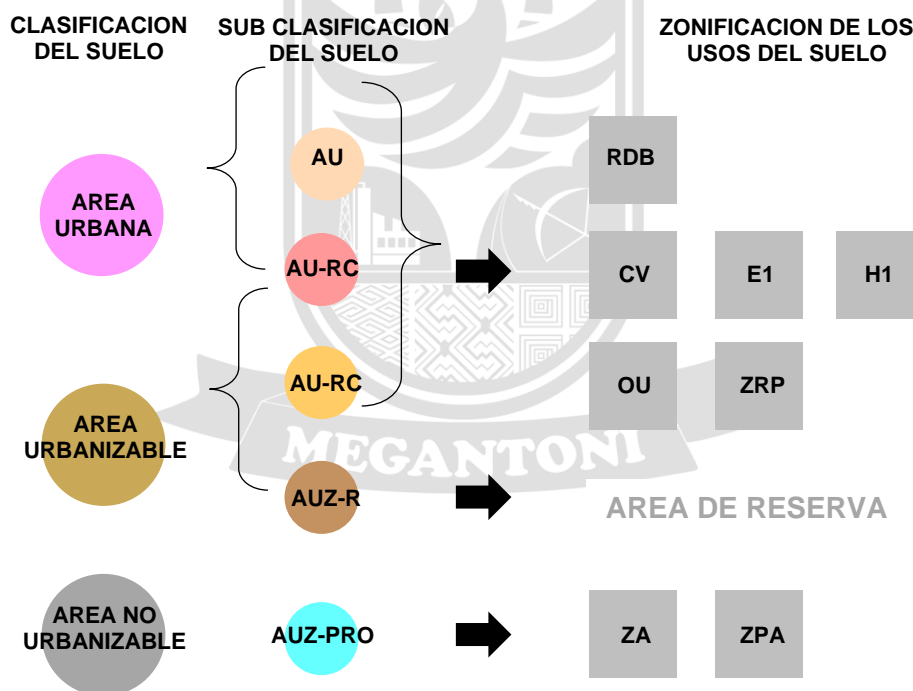 CLASIFICACION
DEL SUELO
SUB CLASIFICACION
DEL SUELO
ZONIFICACION DE LOS
USOS DEL SUELO
AREA
URBANA
AU
AU-RC
RDB
CV
E1
H1
AREA
URBANIZABLE
AU-RC
AUZ-R
OU
ZRP
MEGANTONI
AREA DE RESERVA
AREA NO
URBANIZABLE
AUZ-PRO
ZA
ZPA